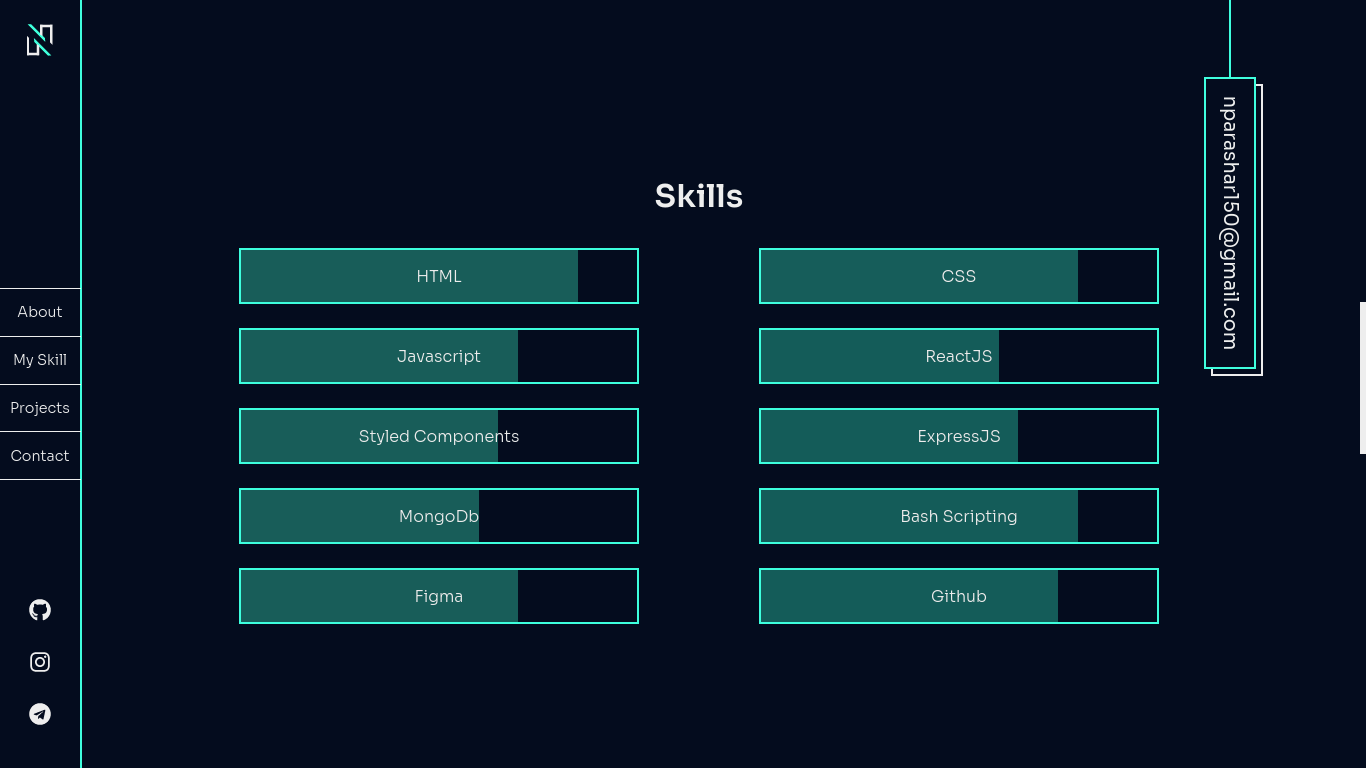 About
My Skill
Projects
Contact
Skills
HTML
CSS
Javascript
ReactJS
Styled Components
ExpressJS
MongoDb
Bash Scripting
Figma
Github
nparashar150@gmail.com